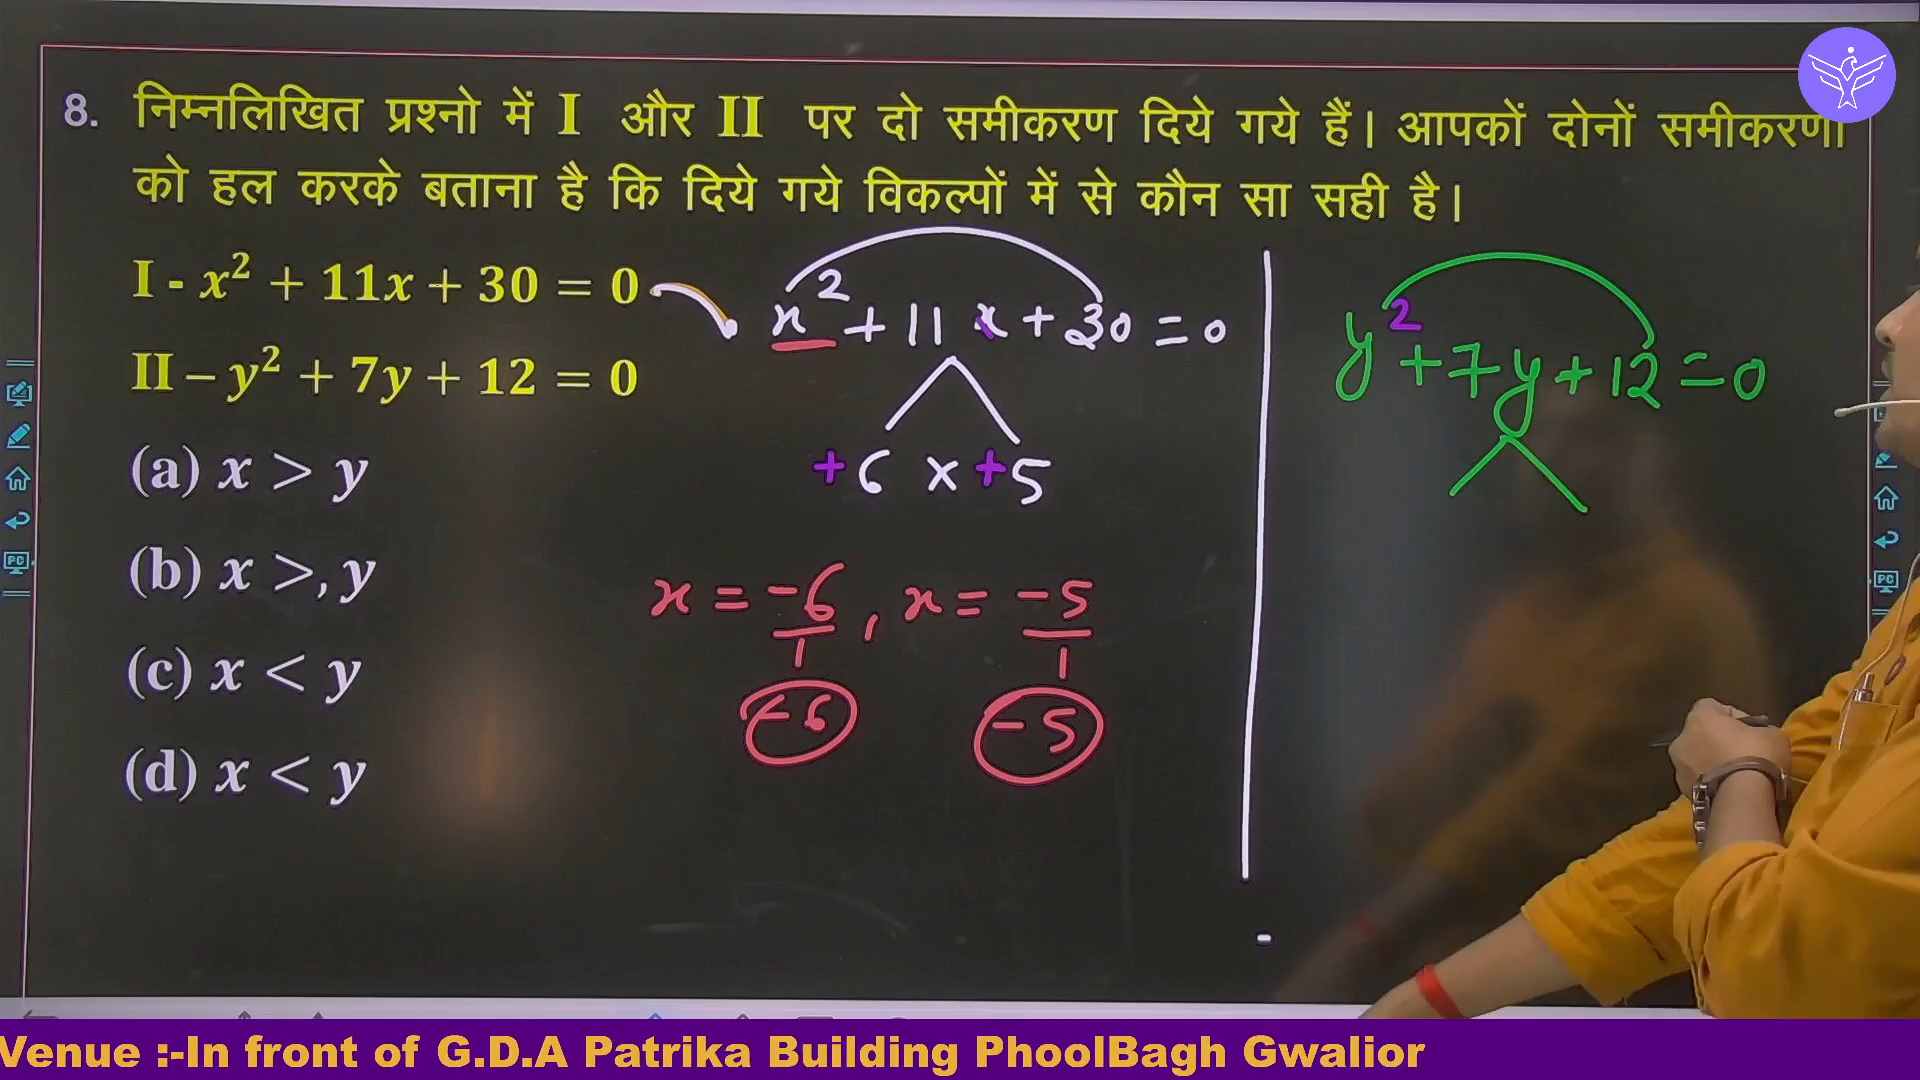 8. निम्नलिखित प्रश्नो में I और II पर दो समीकरण दिये गये हैं। आपकों दोनों समीकरणों
को हल करके बताना है कि दिये गये विकल्पों में से कौन सा सही है।
I - x² + 11x + 30 = 0
II – y² + 7y + 12 = 0
(a) x > y
(b) x >, y
(c) x < y
(d) x < y
x² + 11 x + 30 = 0
+6 x +5
x = -6/1 , x = -5/1
-6 -5
y² + 7y + 12 = 0
PC
PC
Venue :-In front of G.D.A Patrika Building PhoolBagh Gwalior